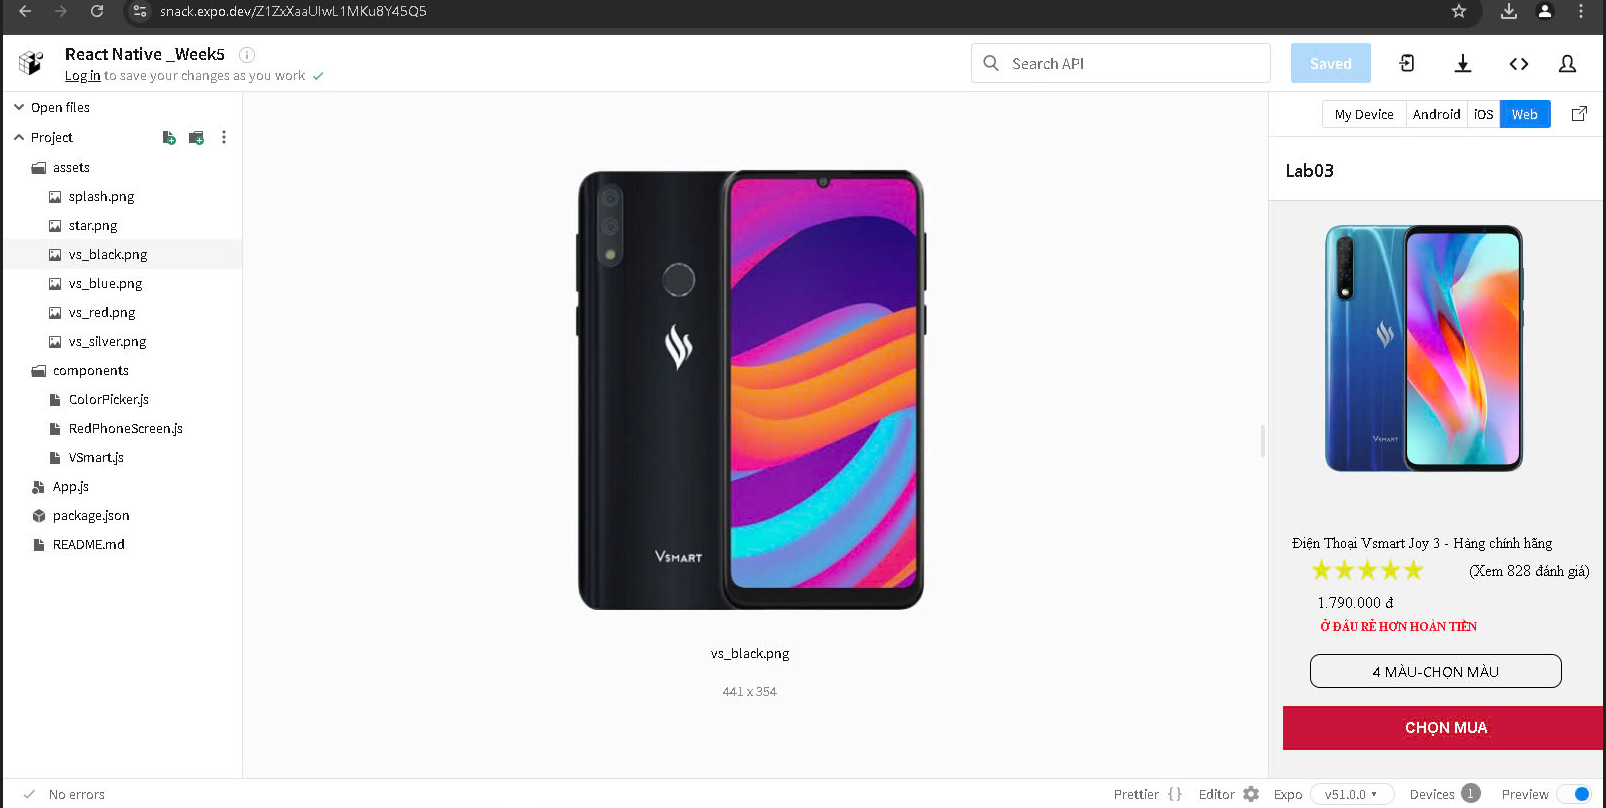 snack.expo.dev/Z1ZxXaaUIwL1MKu8Y45Q5
React Native _Week5
Log in to save your changes as you work
Search API
Saved
Open files
Project
assets
splash.png
star.png
vs_black.png
vs_blue.png
vs_red.png
vs_silver.png
components
ColorPicker.js
RedPhoneScreen.js
VSmart.js
App.js
package.json
README.md
VSMART
vs_black.png
441 x 354
My Device
Android
iOS
Web
Lab03
VSMART
Điện Thoại Vsmart Joy 3 - Hàng chính hãng
(Xem 828 đánh giá)
1.790.000 đ
Ở ĐÂU RẺ HƠN HOÀN TIỀN
4 MÀU-CHỌN MÀU
CHỌN MUA
No errors
Prettier { }
Editor
Expo
v51.0.0
Devices 1
Preview